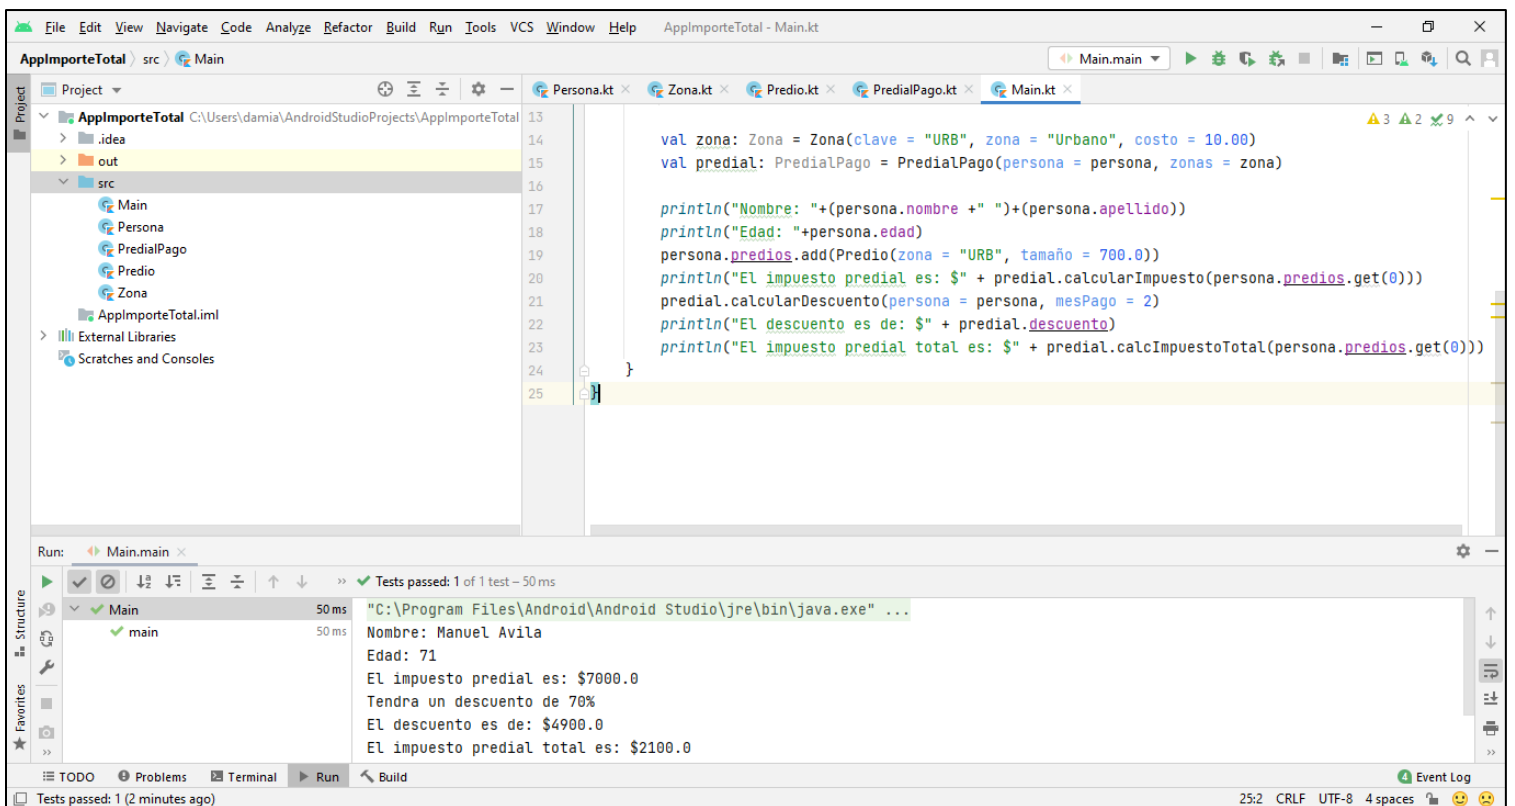 File Edit View Navigate Code Analyze Refactor Build Run Tools VCS Window Help AppImporteTotal - Main.kt
AppImporteTotal src Main Main.main
Project
Project
Persona.kt Zona.kt Predio.kt PredialPago.kt Main.kt
AppImporteTotal C:\Users\damia\AndroidStudioProjects\AppImporteTotal
.idea
out
src
Main
Persona
PredialPago
Predio
Zona
AppImporteTotal.iml
External Libraries
Scratches and Consoles
3 2 9
13
14 val zona: Zona = Zona(clave = "URB", zona = "Urbano", costo = 10.00)
15 val predial: PredialPago = PredialPago(persona = persona, zonas = zona)
16
17 println("Nombre: "+(persona.nombre +" ")+(persona.apellido))
18 println("Edad: "+persona.edad)
19 persona.predios.add(Predio(zona = "URB", tamaño = 700.0))
20 println("El impuesto predial es: $" + predial.calcularImpuesto(persona.predios.get(0)))
21 predial.calcularDescuento(persona = persona, mesPago = 2)
22 println("El descuento es de: $" + predial.descuento)
23 println("El impuesto predial total es: $" + predial.calcImpuestoTotal(persona.predios.get(0)))
24 }
25 }
Run: Main.main
Tests passed: 1 of 1 test – 50 ms
Main 50 ms
main 50 ms
"C:\Program Files\Android\Android Studio\jre\bin\java.exe" ...
Nombre: Manuel Avila
Edad: 71
El impuesto predial es: $7000.0
Tendra un descuento de 70%
El descuento es de: $4900.0
El impuesto predial total es: $2100.0
Structure
Favorites
TODO Problems Terminal Run Build 4 Event Log
Tests passed: 1 (2 minutes ago) 25:2 CRLF UTF-8 4 spaces